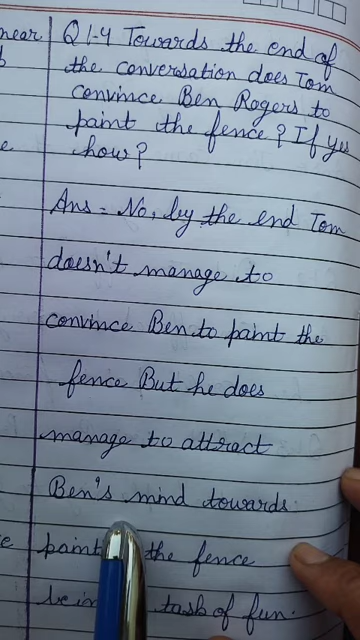 near
Q 1-4 Towards the end of
the conversation does Tom
convince Ben Rogers to
paint the fence? If yes
how?
Ans = No, by the end Tom
doesn't manage to
convince Ben to paint the
fence But he does
manage to attract
Ben's mind towards
paint the fence
task of fun.